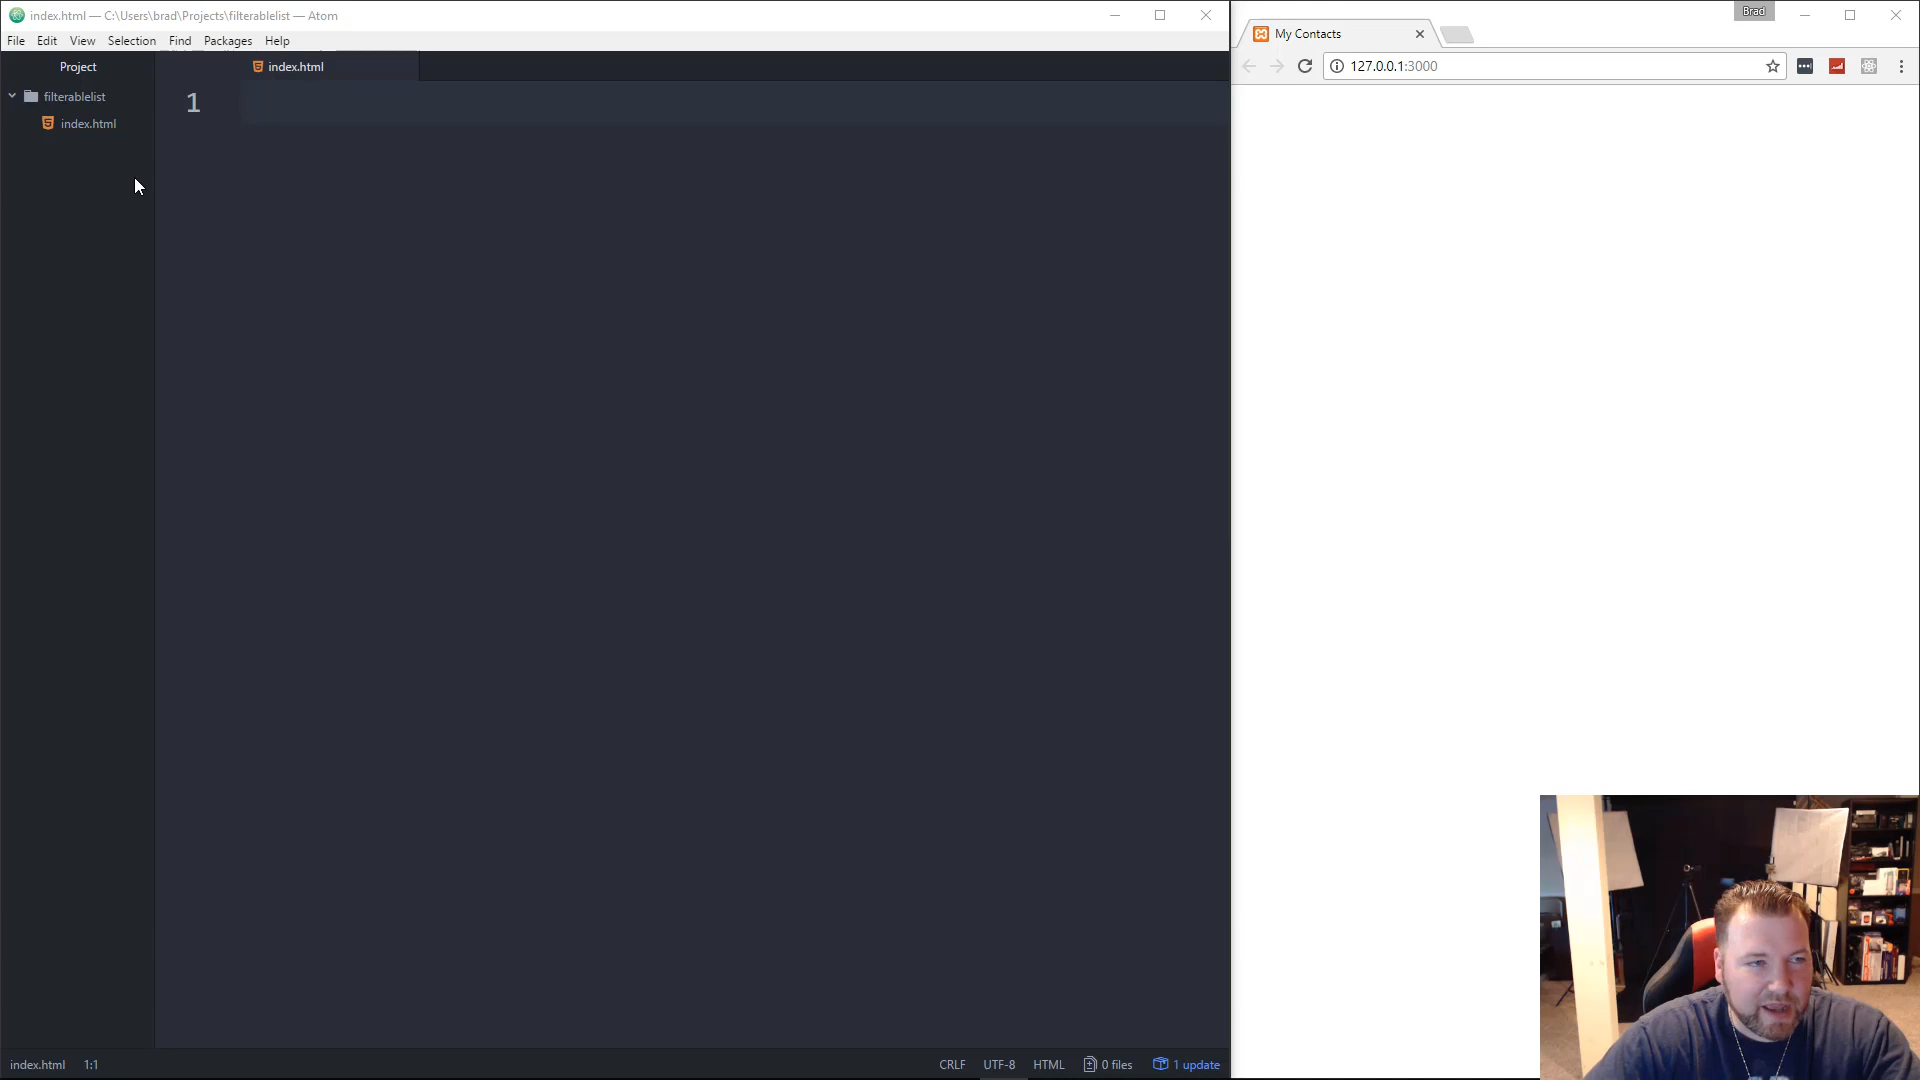 index.html — C:\Users\brad\Projects\filterablelist — Atom
File Edit View Selection Find Packages Help
Project
filterablelist
index.html
index.html
1
index.html 1:1
CRLF UTF-8 HTML 0 files 1 update
Brad
My Contacts
127.0.0.1:3000